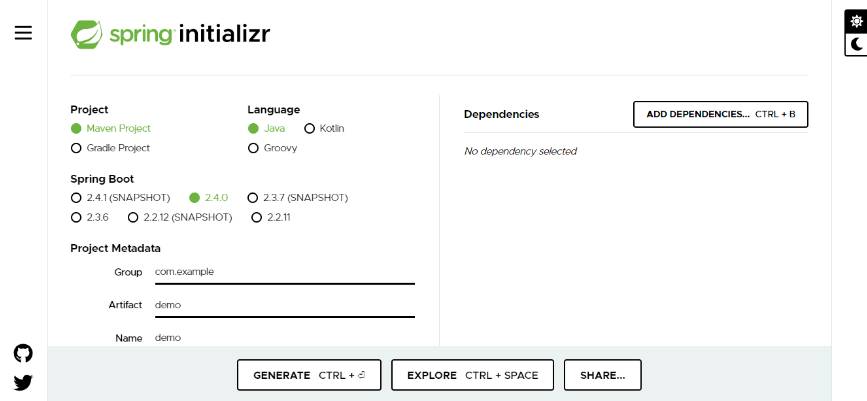 spring initializr
Project
Maven Project
Gradle Project
Language
Java Kotlin
Groovy
Spring Boot
2.4.1 (SNAPSHOT) 2.4.0 2.3.7 (SNAPSHOT)
2.3.6 2.2.12 (SNAPSHOT) 2.2.11
Project Metadata
Group com.example
Artifact demo
Name demo
Dependencies
ADD DEPENDENCIES... CTRL + B
No dependency selected
GENERATE CTRL + ⏎
EXPLORE CTRL + SPACE
SHARE...